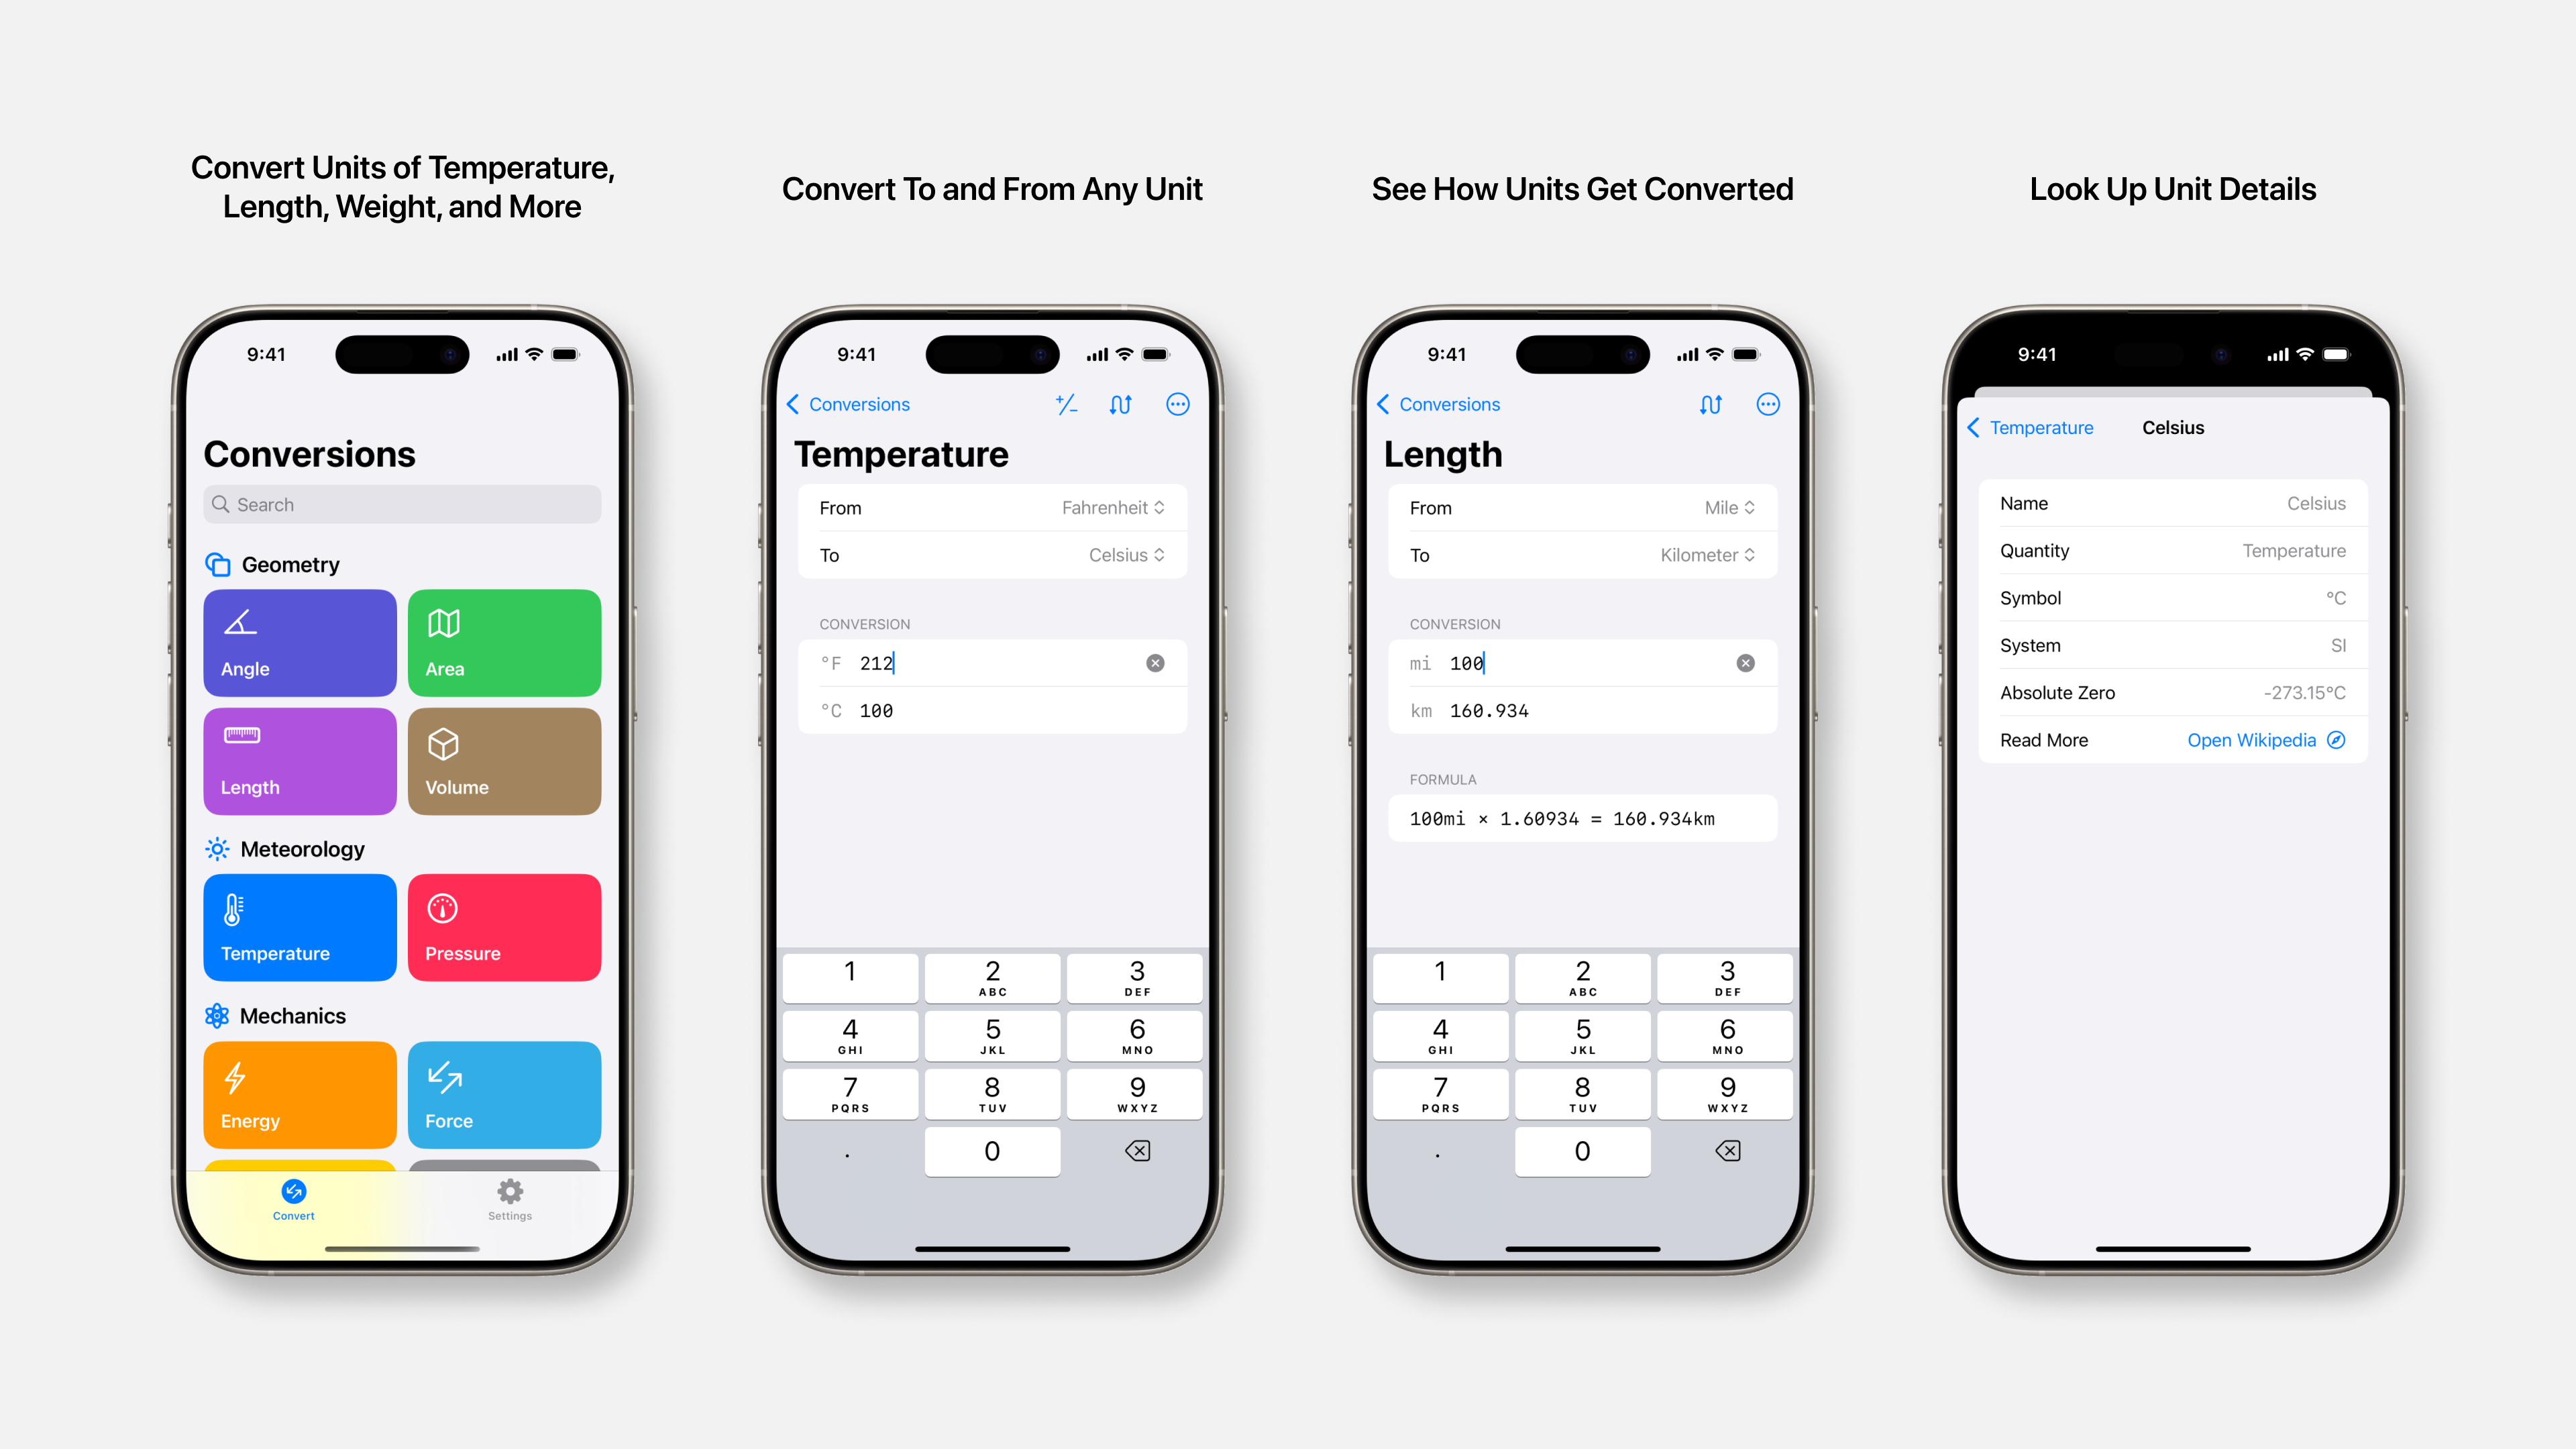 Convert Units of Temperature,
Length, Weight, and More
9:41
Conversions
Search
Geometry
Angle
Area
Length
Volume
Meteorology
Temperature
Pressure
Mechanics
Energy
Force
Convert
Settings
Convert To and From Any Unit
9:41
Conversions
Temperature
From Fahrenheit
To Celsius
CONVERSION
°F 212
°C 100
1
2 ABC
3 DEF
4 GHI
5 JKL
6 MNO
7 PQRS
8 TUV
9 WXYZ
.
0
See How Units Get Converted
9:41
Conversions
Length
From Mile
To Kilometer
CONVERSION
mi 100
km 160.934
FORMULA
100mi × 1.60934 = 160.934km
1
2 ABC
3 DEF
4 GHI
5 JKL
6 MNO
7 PQRS
8 TUV
9 WXYZ
.
0
Look Up Unit Details
9:41
Temperature
Celsius
Name Celsius
Quantity Temperature
Symbol °C
System SI
Absolute Zero -273.15°C
Read More Open Wikipedia